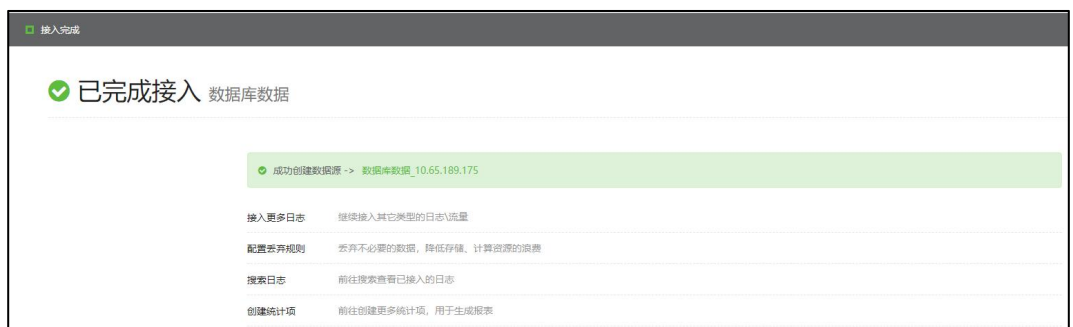 接入完成
已完成接入 数据库数据
成功创建数据源 -> 数据库数据_10.65.189.175
接入更多日志 继续接入其它类型的日志\流量
配置丢弃规则 丢弃不必要的数据，降低存储、计算资源的浪费
搜索日志 前往搜索查看已接入的日志
创建统计项 前往创建更多统计项，用于生成报表